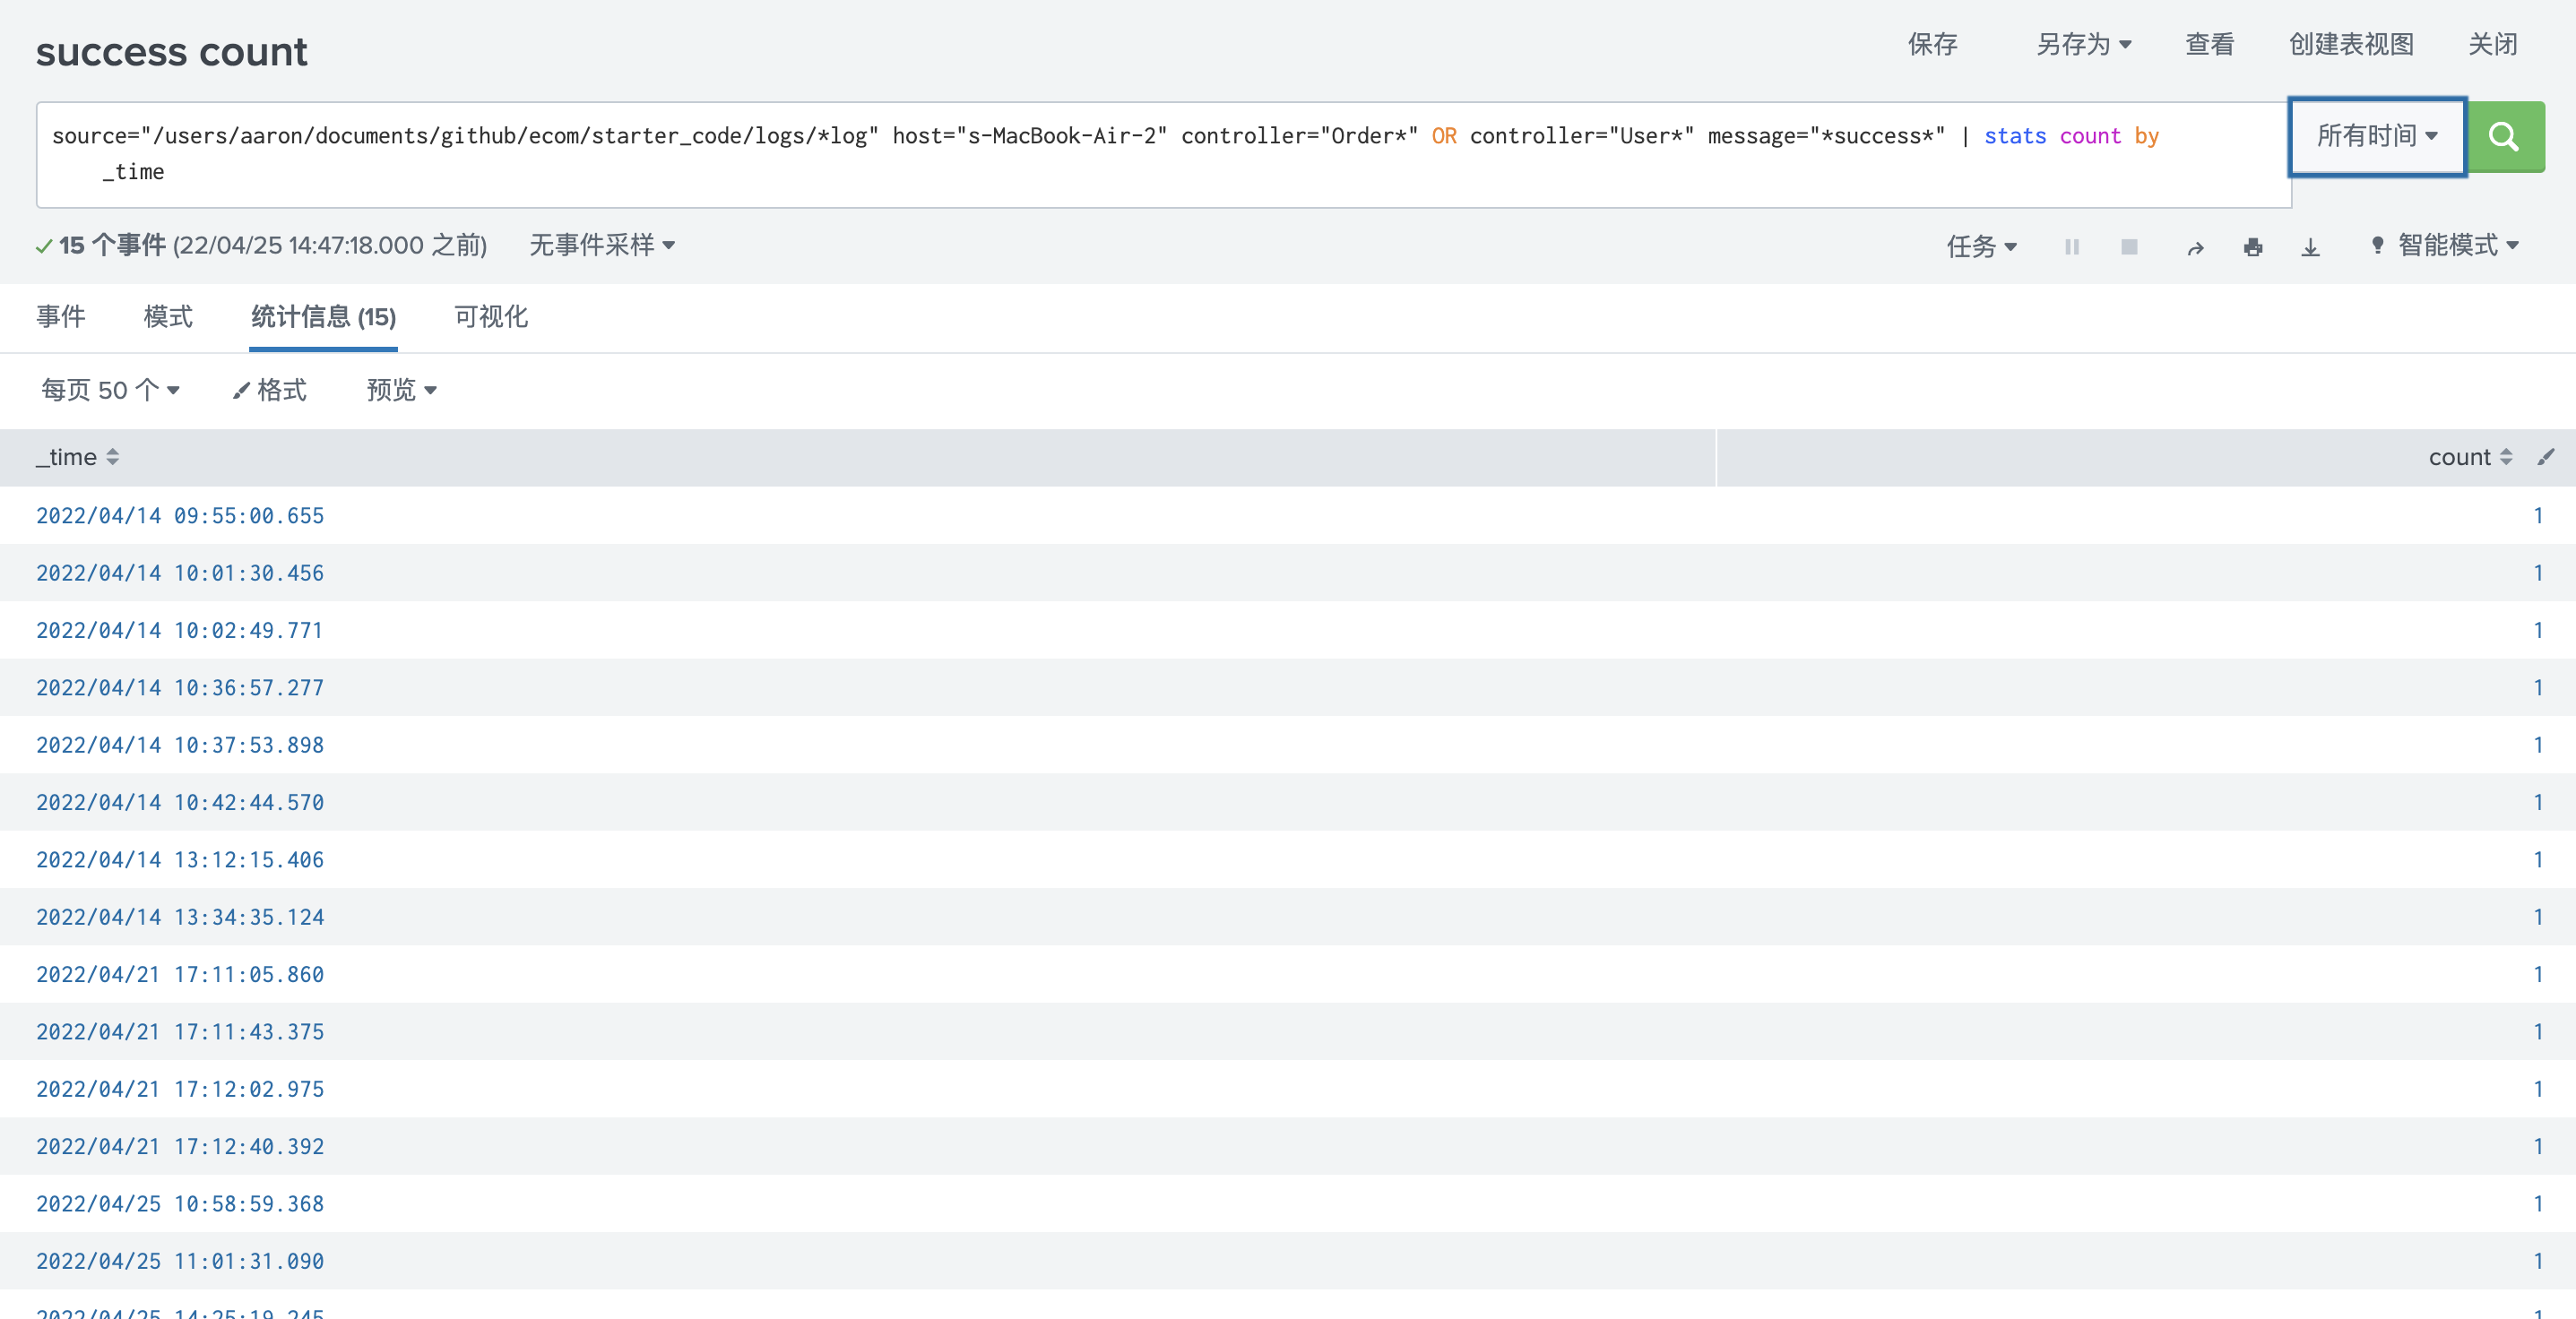 success count
保存 另存为 查看 创建表视图 关闭
source="/users/aaron/documents/github/ecom/starter_code/logs/*log" host="s-MacBook-Air-2" controller="Order*" OR controller="User*" message="*success*" | stats count by
_time
所有时间
15 个事件 (22/04/25 14:47:18.000 之前) 无事件采样 任务 智能模式
事件 模式 统计信息 (15) 可视化
每页 50 个 格式 预览
_time count
2022/04/14 09:55:00.655 1
2022/04/14 10:01:30.456 1
2022/04/14 10:02:49.771 1
2022/04/14 10:36:57.277 1
2022/04/14 10:37:53.898 1
2022/04/14 10:42:44.570 1
2022/04/14 13:12:15.406 1
2022/04/14 13:34:35.124 1
2022/04/21 17:11:05.860 1
2022/04/21 17:11:43.375 1
2022/04/21 17:12:02.975 1
2022/04/21 17:12:40.392 1
2022/04/25 10:58:59.368 1
2022/04/25 11:01:31.090 1
2022/04/25 14:25:19.245 1